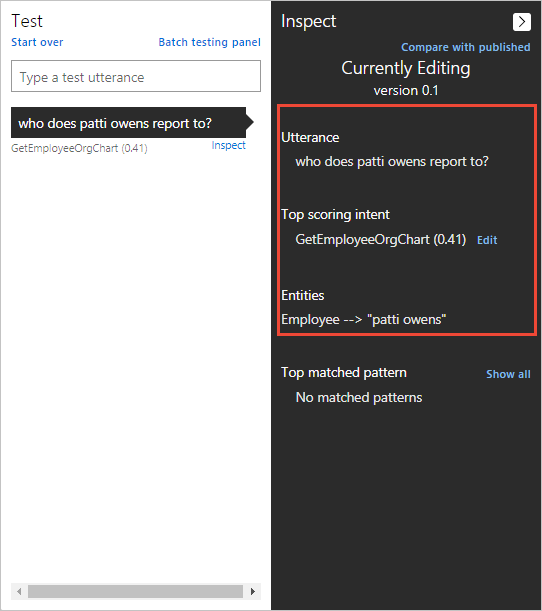 Test
Start over
Batch testing panel
Type a test utterance
who does patti owens report to?
GetEmployeeOrgChart (0.41)
Inspect
Inspect
Compare with published
Currently Editing
version 0.1
Utterance
who does patti owens report to?
Top scoring intent
GetEmployeeOrgChart (0.41) Edit
Entities
Employee --> "patti owens"
Top matched pattern
Show all
No matched patterns